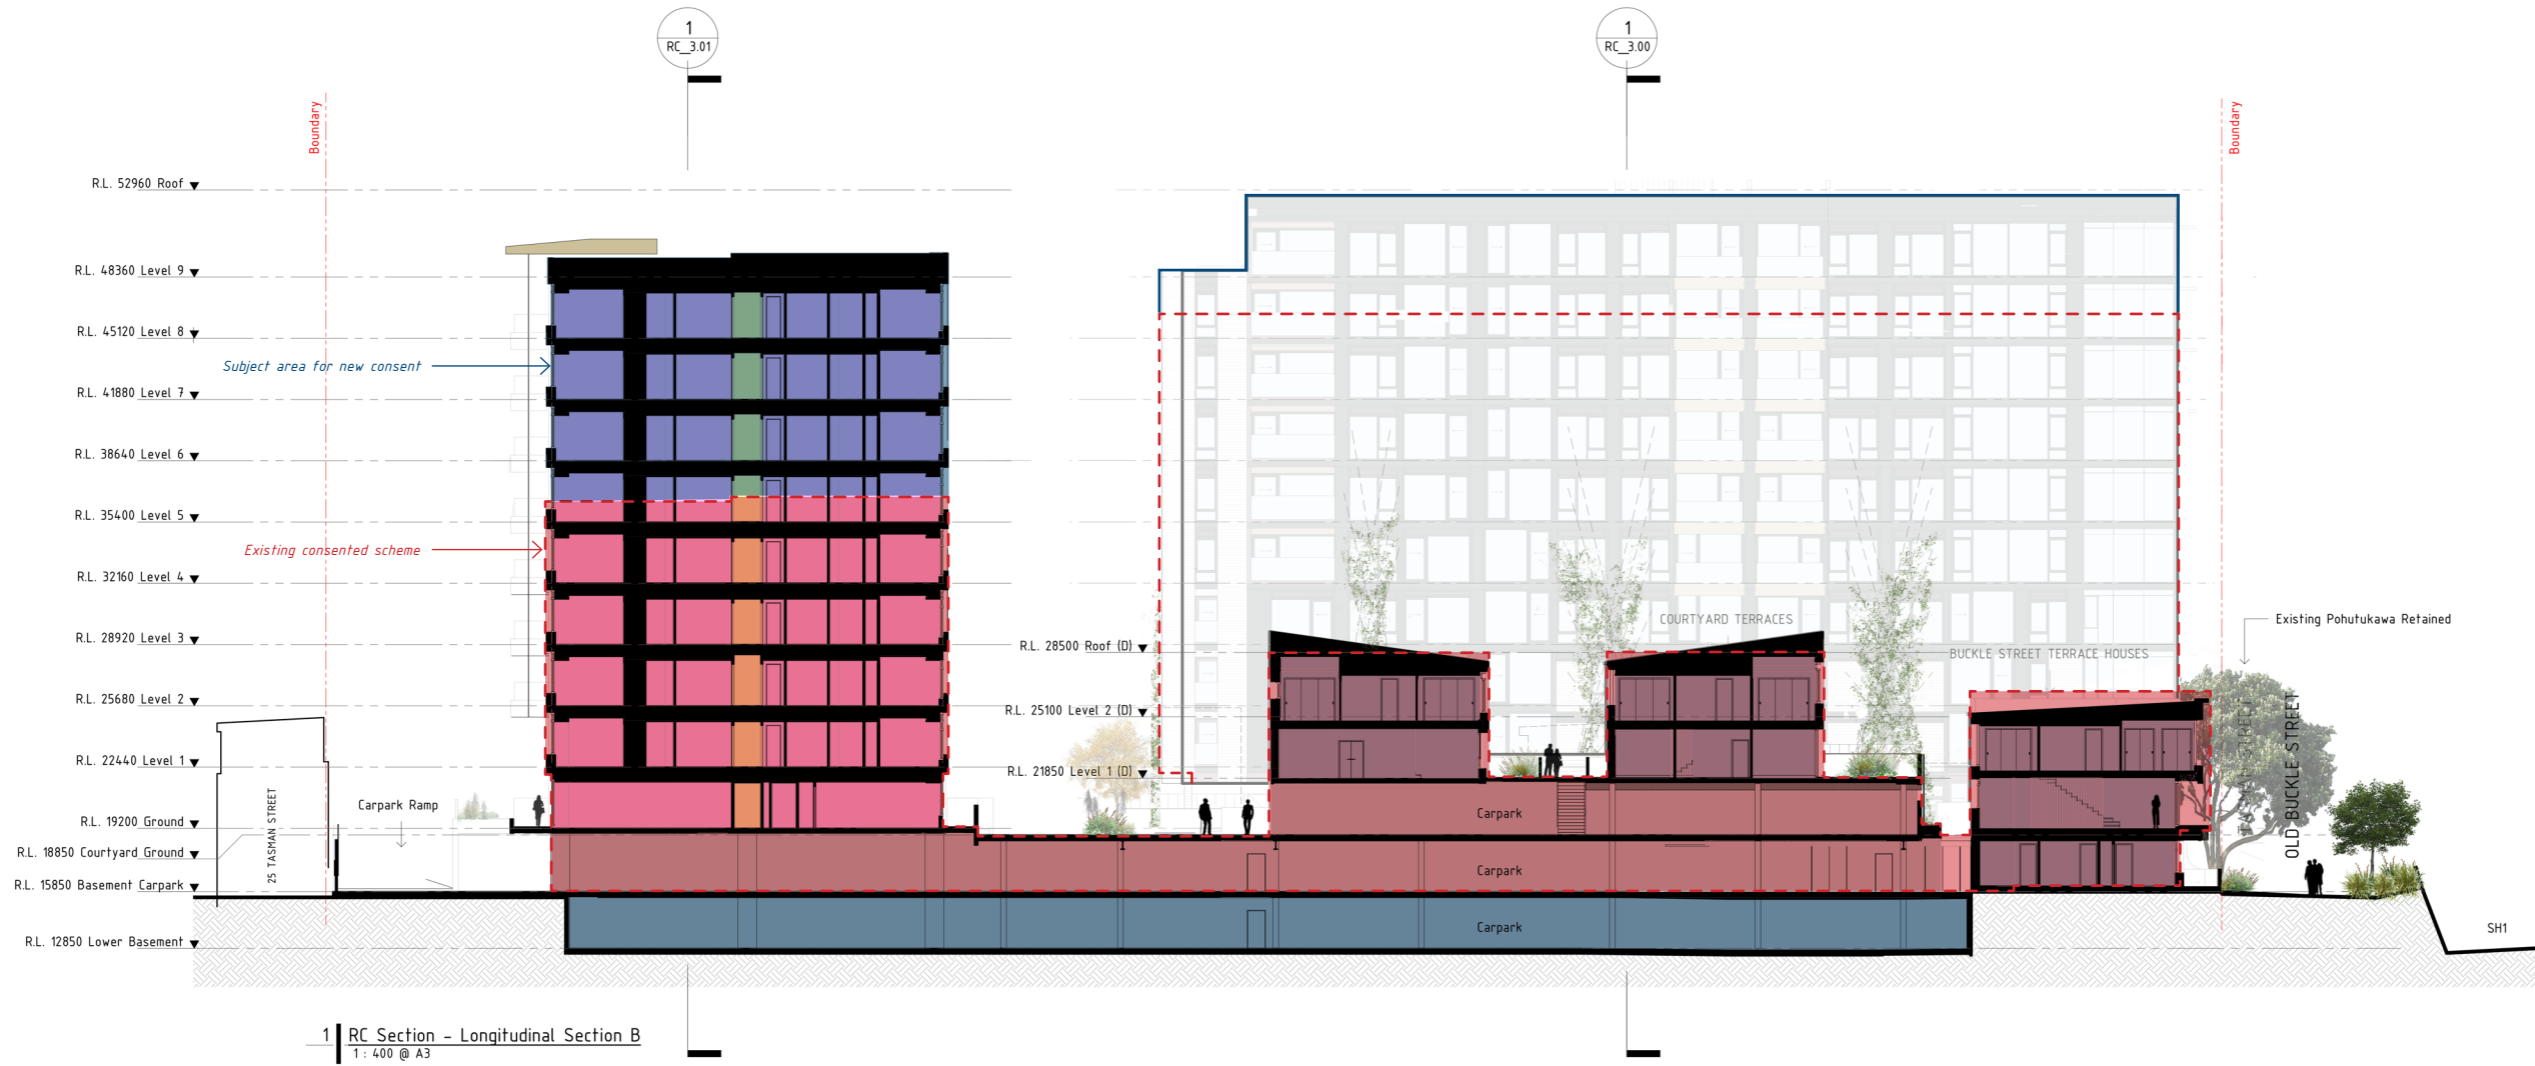 1
RC_3.01
1
RC_3.00
Boundary
Boundary
R.L. 52960 Roof
R.L. 48360 Level 9
R.L. 45120 Level 8
Subject area for new consent
R.L. 41880 Level 7
R.L. 38640 Level 6
R.L. 35400 Level 5
Existing consented scheme
R.L. 32160 Level 4
R.L. 28920 Level 3
R.L. 25680 Level 2
R.L. 22440 Level 1
R.L. 19200 Ground
R.L. 18850 Courtyard Ground
R.L. 15850 Basement Carpark
R.L. 12850 Lower Basement
25 TASMAN STREET
Carpark Ramp
R.L. 28500 Roof (D)
R.L. 25100 Level 2 (D)
R.L. 21850 Level 1 (D)
COURTYARD TERRACES
BUCKLE STREET TERRACE HOUSES
Existing Pohutukawa Retained
OLD BUCKLE STREET
Carpark
Carpark
Carpark
SH1
1
RC Section - Longitudinal Section B
1 : 400 @ A3